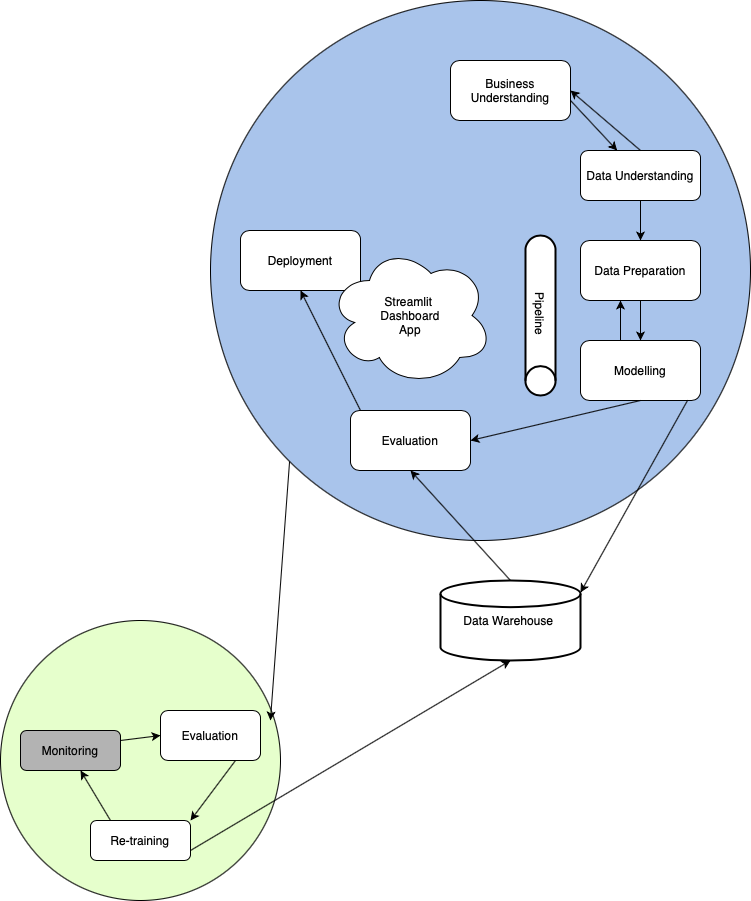 Business
Understanding
Data Understanding
Deployment
Data Preparation
Streamlit
Dashboard
App
Pipeline
Modelling
Evaluation
Data Warehouse
Evaluation
Monitoring
Re-training